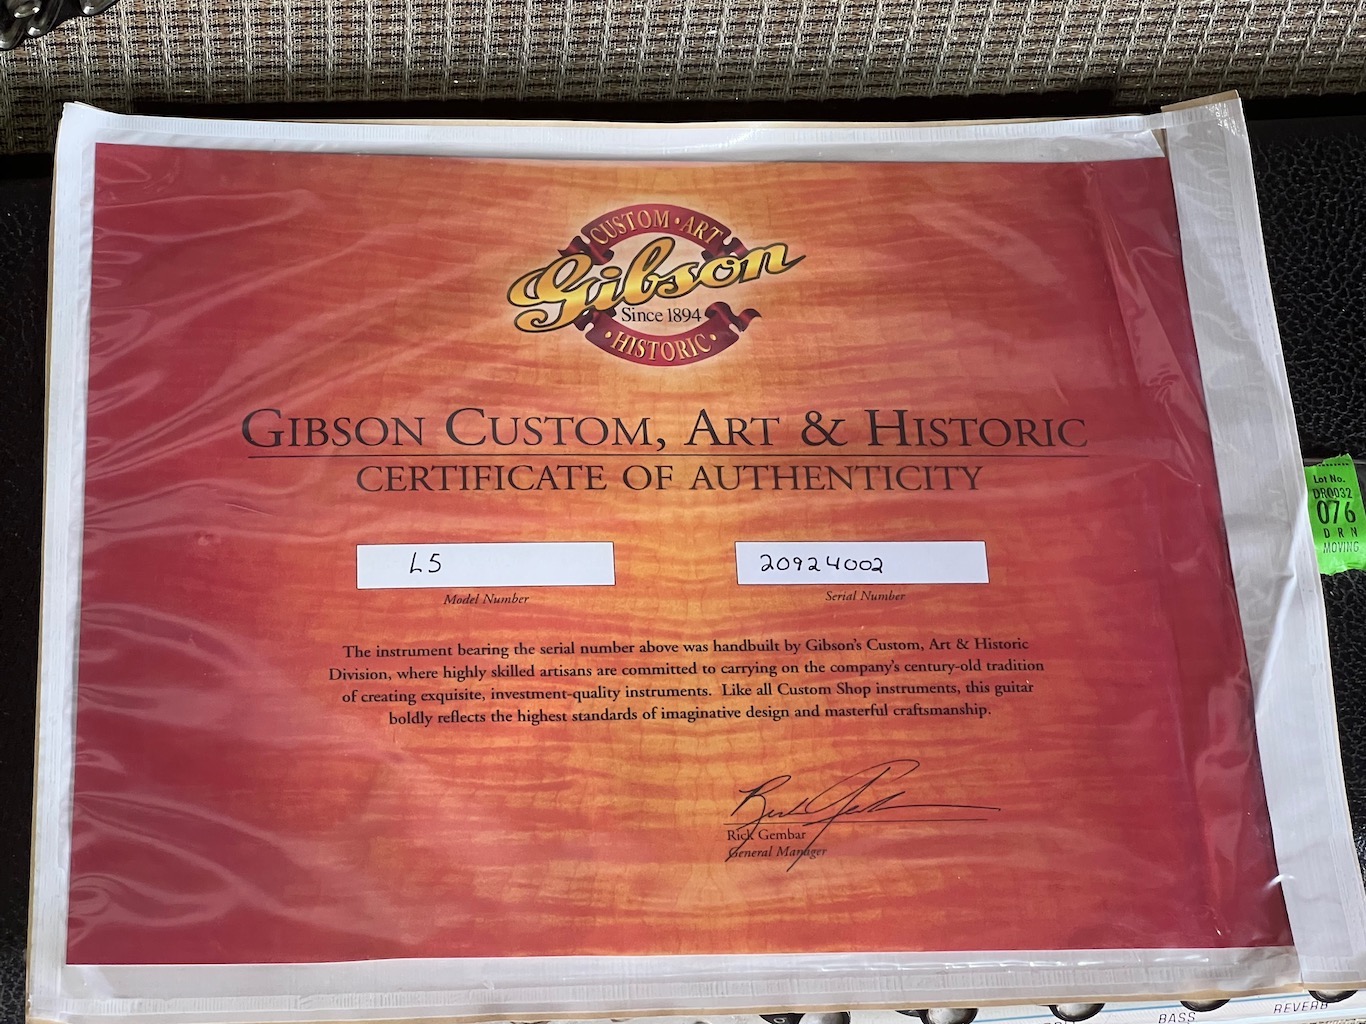 CUSTOM • ART
Gibson
Since 1894
• HISTORIC •
GIBSON CUSTOM, ART & HISTORIC
CERTIFICATE OF AUTHENTICITY
L5
20924002
Model Number
Serial Number
The instrument bearing the serial number above was handbuilt by Gibson's Custom, Art & Historic
Division, where highly skilled artisans are committed to carrying on the company's century-old tradition
of creating exquisite, investment-quality instruments. Like all Custom Shop instruments, this guitar
boldly reflects the highest standards of imaginative design and masterful craftsmanship.
Rick Gembar
General Manager
Lot No.
DR0032
076
DRN
MOVING
BASS
REVERB